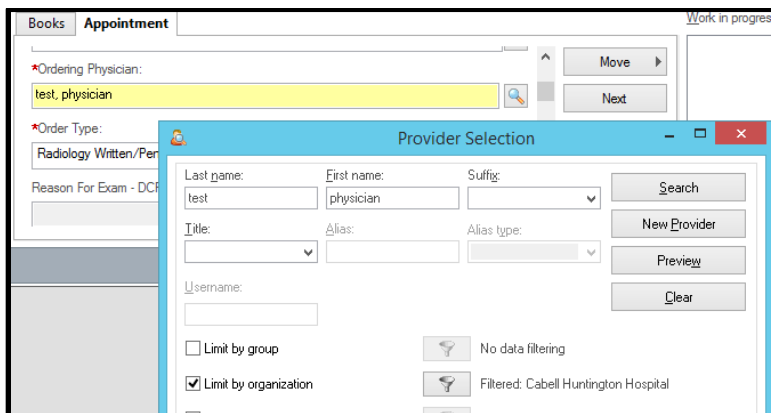 Books Appointment
Work in progres
*Ordering Physician:
test, physician
Move
Next
*Order Type:
Radiology Written/Pen
Reason For Exam - DCP
Provider Selection
Last name:
First name:
Suffix:
test
physician
Search
Title:
Alias:
Alias type:
New Provider
Preview
Username:
Clear
Limit by group
No data filtering
Limit by organization
Filtered: Cabell Huntington Hospital